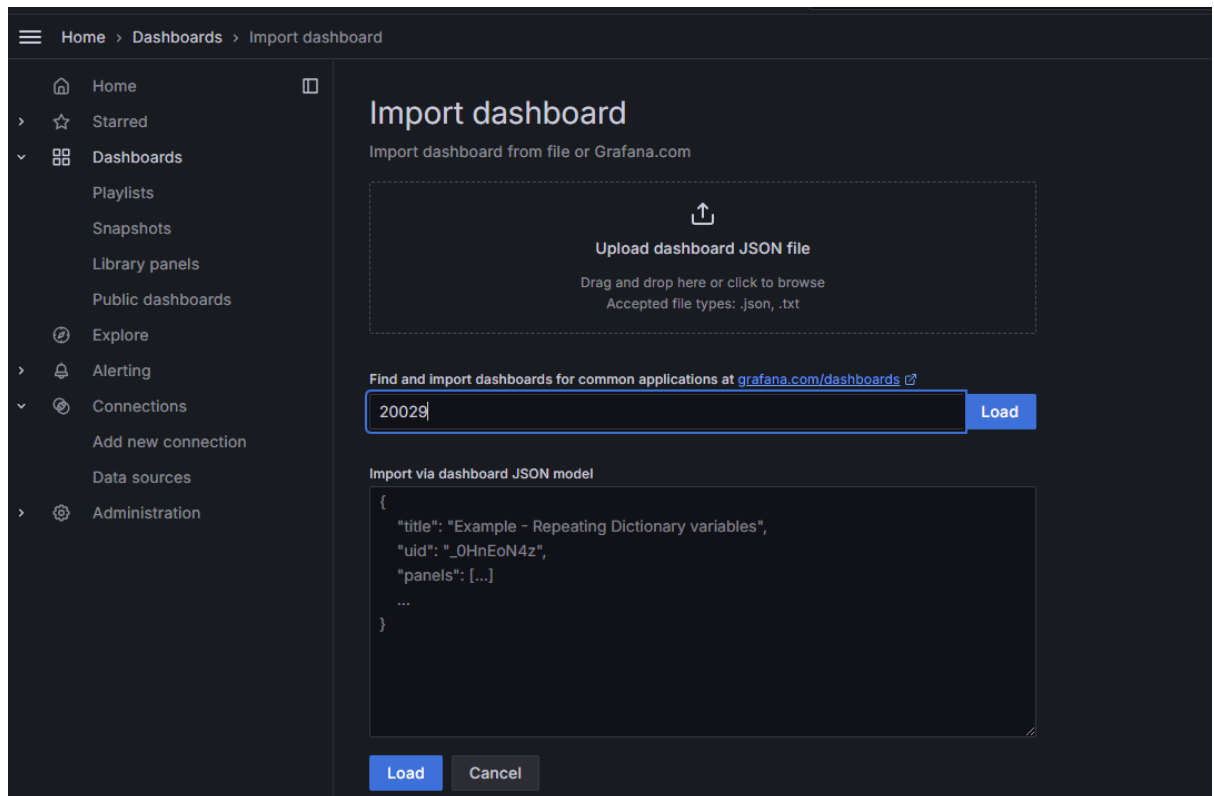 Home > Dashboards > Import dashboard
Home
Starred
Dashboards
Playlists
Snapshots
Library panels
Public dashboards
Explore
Alerting
Connections
Add new connection
Data sources
Administration
Import dashboard
Import dashboard from file or Grafana.com
Upload dashboard JSON file
Drag and drop here or click to browse
Accepted file types: .json, .txt
Find and import dashboards for common applications at grafana.com/dashboards
20029 Load
Import via dashboard JSON model
{
"title": "Example - Repeating Dictionary variables",
"uid": "_0HnEoN4z",
"panels": [...]
...
}
Load Cancel